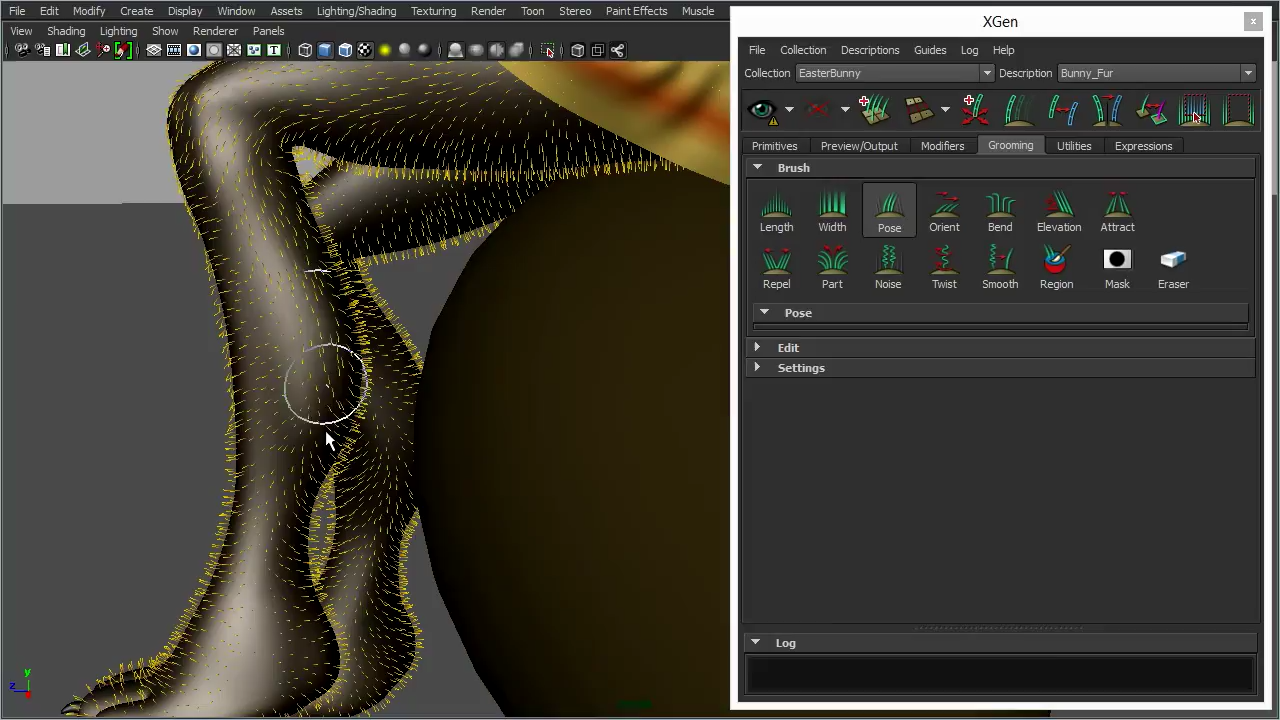 File Edit Modify Create Display Window Assets Lighting/Shading Texturing Render Toon Stereo Paint Effects Muscle
View Shading Lighting Show Renderer Panels
XGen
x
File Collection Descriptions Guides Log Help
Collection EasterBunny Description Bunny_Fur
Primitives Preview/Output Modifiers Grooming Utilities Expressions
Brush
Length Width Pose Orient Bend Elevation Attract
Repel Part Noise Twist Smooth Region Mask Eraser
Pose
Edit
Settings
Log
y
z